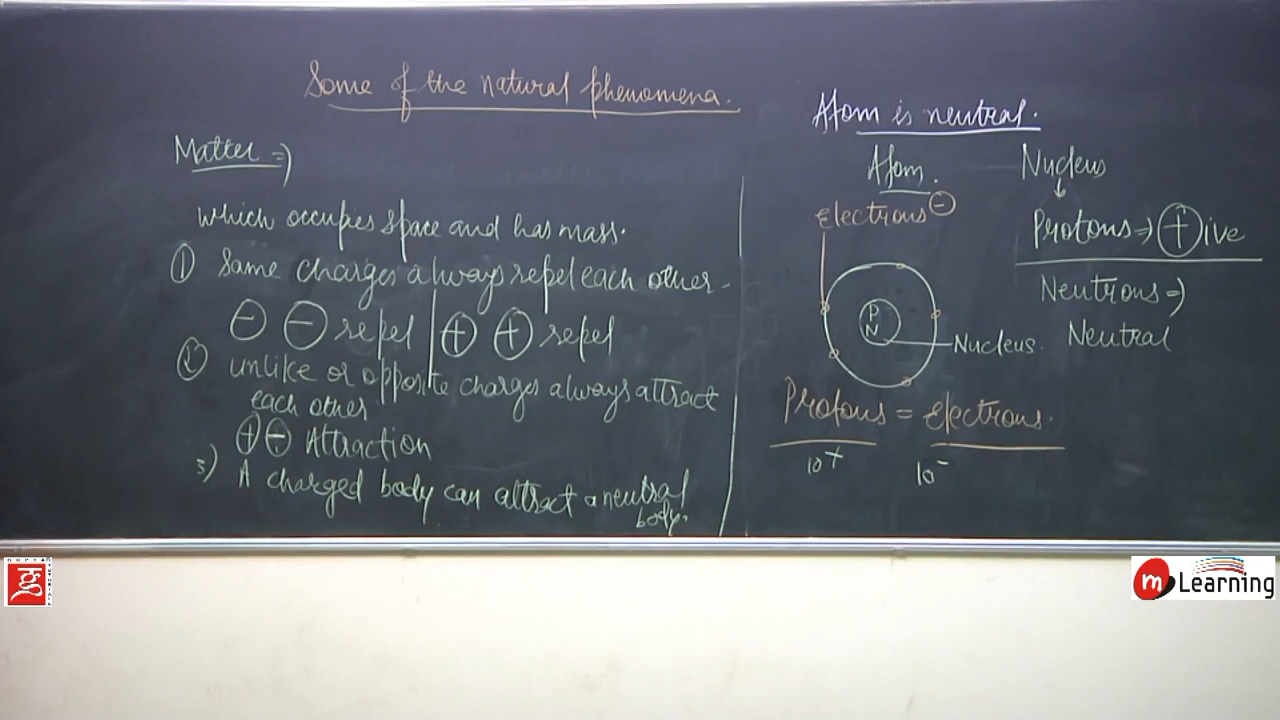 Some of the natural phenomena.
Matter ⇒
which occupies space and has mass.
① Same charges always repel each other.
⊖ ⊖ repel | ⊕ ⊕ repel
② unlike or opposite charges always attract
each other
⊕ ⊖ Attraction
3) A charged body can attract a neutral
body.
Atom is neutral.
Atom.
electrons ⊖
P
N
Nucleus.
Nucleus
↓
Protons ⇒ ⊕ive
Neutrons ⇒
Neutral
Protons = electrons.
10+ 10-
गु
m Learning